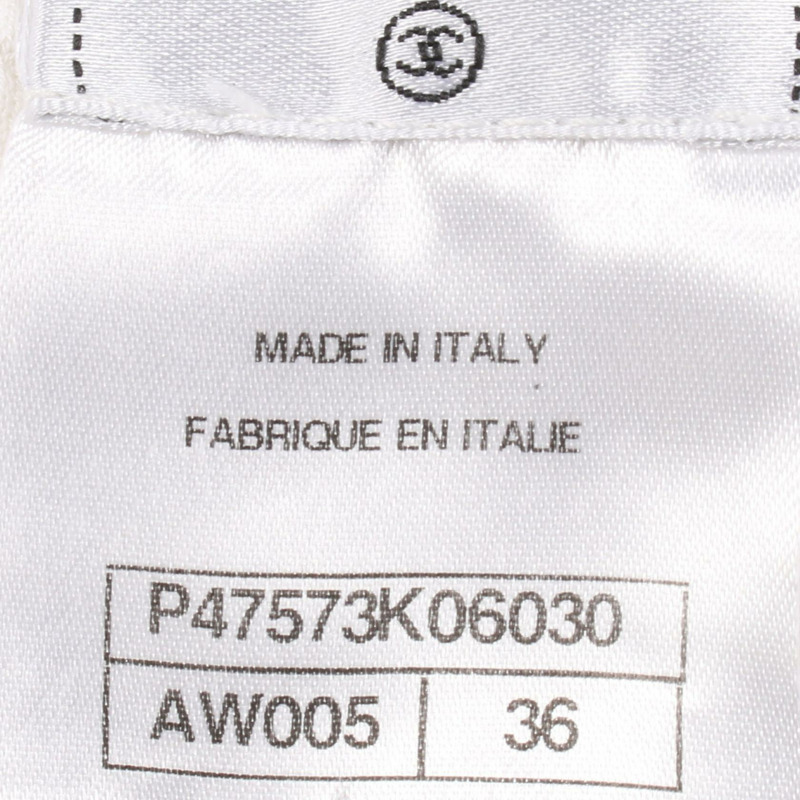 MADE IN ITALY
FABRIQUE EN ITALIE
P47573K06030
AW005 36